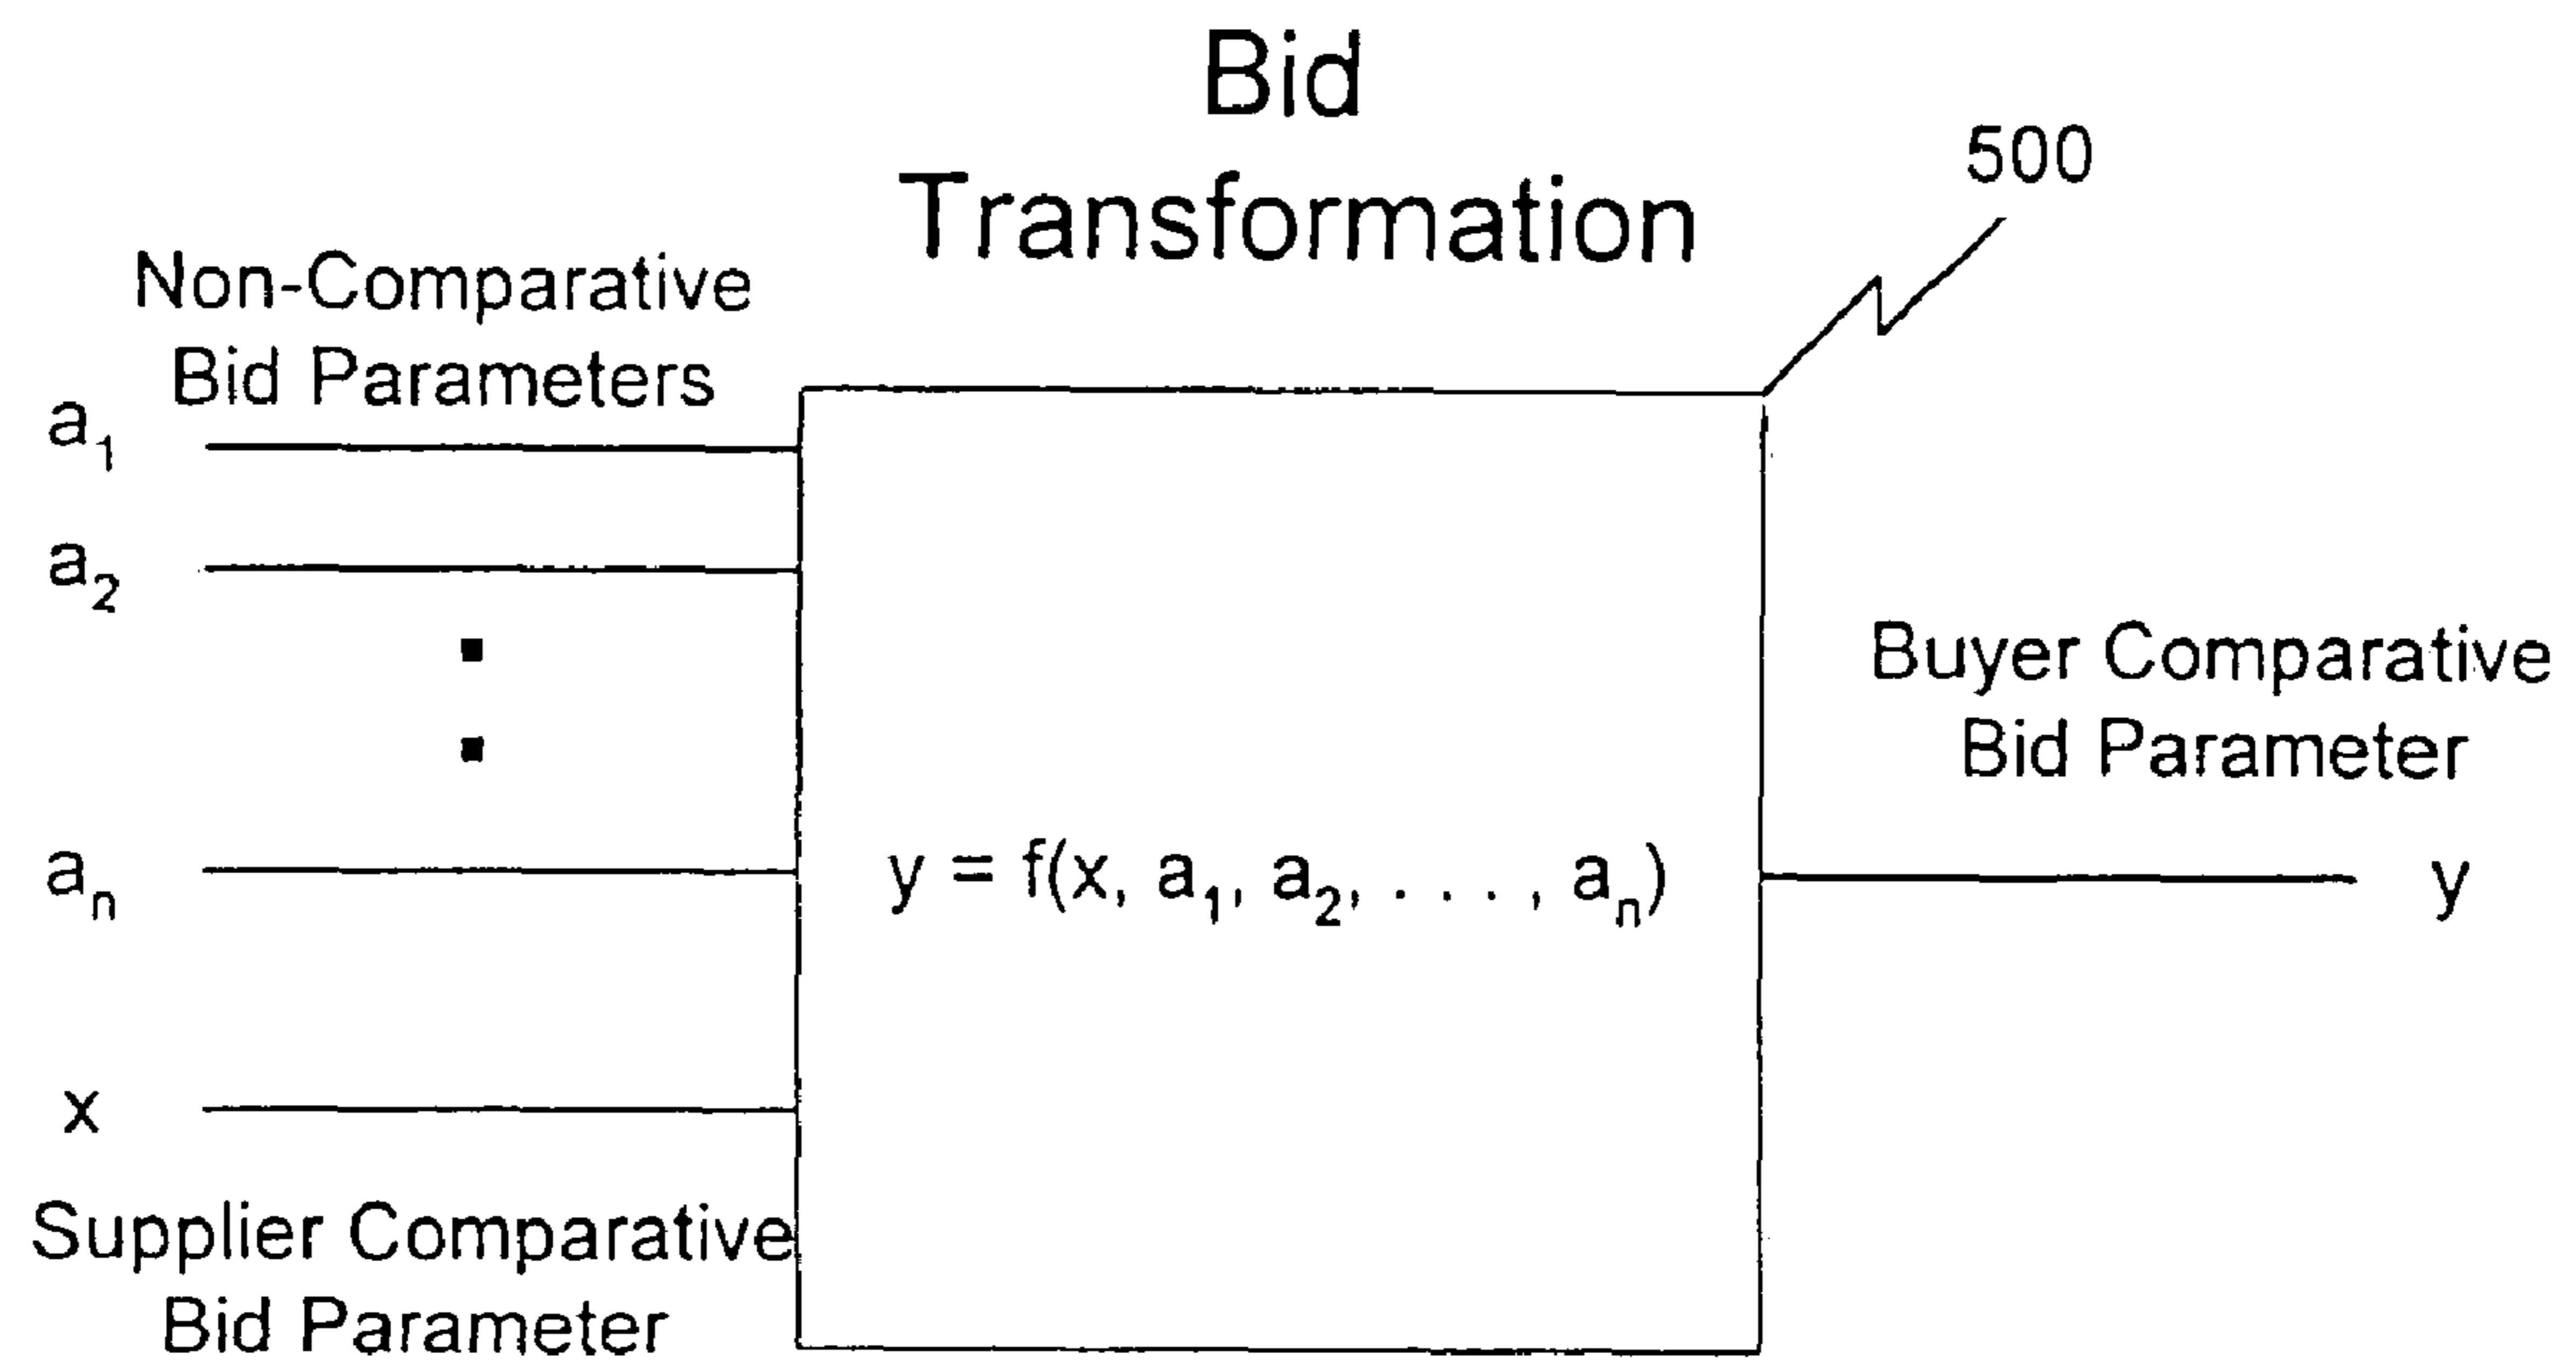 Bid
Transformation
500
Non-Comparative
Bid Parameters
a₁
a₂
aₙ
x
Supplier Comparative
Bid Parameter
y = f(x, a₁, a₂, . . . , aₙ)
Buyer Comparative
Bid Parameter
y